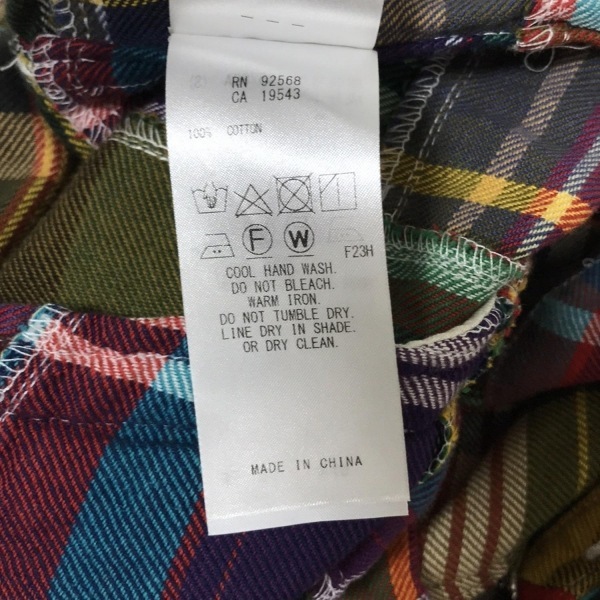 RN 92568
CA 19543
100% COTTON
F W
F23H
COOL HAND WASH.
DO NOT BLEACH.
WARM IRON.
DO NOT TUMBLE DRY.
LINE DRY IN SHADE.
OR DRY CLEAN.
MADE IN CHINA